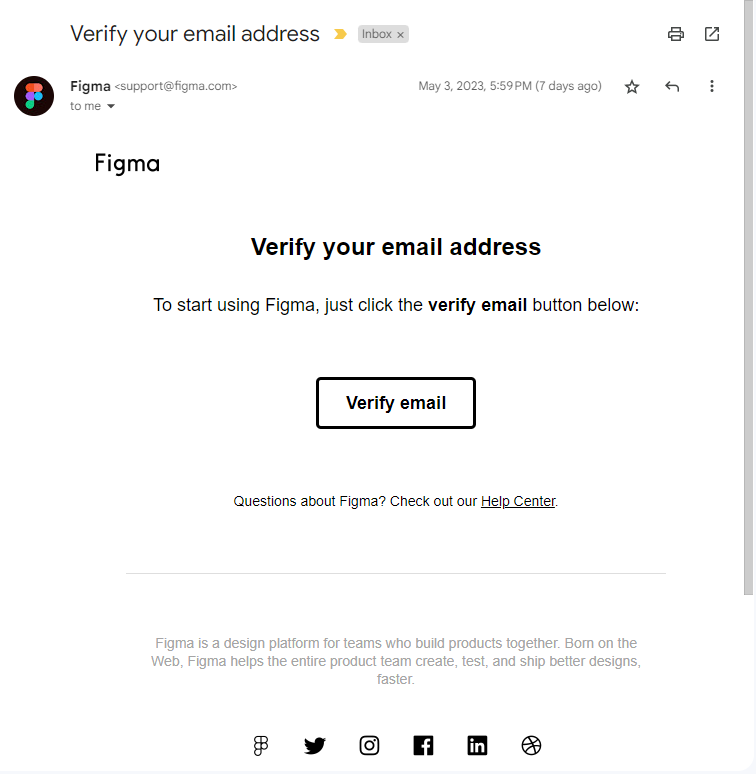 Verify your email address
Inbox ×
Figma <support@figma.com>
May 3, 2023, 5:59 PM (7 days ago)
to me
Figma
Verify your email address
To start using Figma, just click the verify email button below:
Verify email
Questions about Figma? Check out our Help Center.
Figma is a design platform for teams who build products together. Born on the
Web, Figma helps the entire product team create, test, and ship better designs,
faster.
in